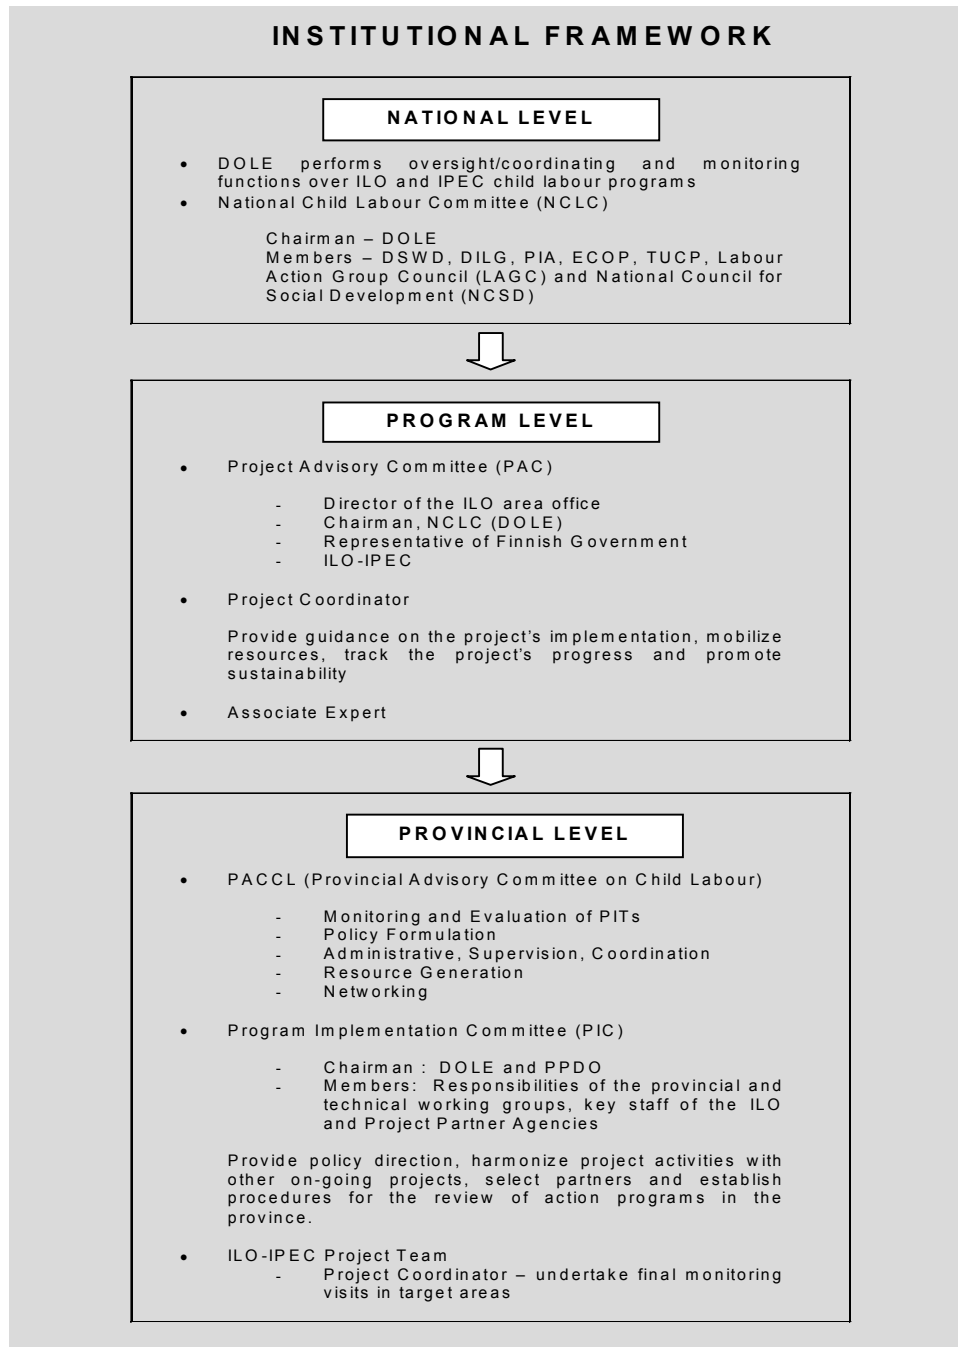 INSTITUTIONAL FRAMEWORK
NATIONAL LEVEL
• DOLE performs oversight/coordinating and monitoring
functions over ILO and IPEC child labour programs
• National Child Labour Committee (NCLC)
Chairman – DOLE
Members – DSWD, DILG, PIA, ECOP, TUCP, Labour
Action Group Council (LAGC) and National Council for
Social Development (NCSD)
PROGRAM LEVEL
• Project Advisory Committee (PAC)
- Director of the ILO area office
- Chairman, NCLC (DOLE)
- Representative of Finnish Government
- ILO-IPEC
• Project Coordinator
Provide guidance on the project's implementation, mobilize
resources, track the project's progress and promote
sustainability
• Associate Expert
PROVINCIAL LEVEL
• PACCL (Provincial Advisory Committee on Child Labour)
- Monitoring and Evaluation of PITs
- Policy Formulation
- Administrative, Supervision, Coordination
- Resource Generation
- Networking
• Program Implementation Committee (PIC)
- Chairman : DOLE and PPDO
- Members: Responsibilities of the provincial and
technical working groups, key staff of the ILO
and Project Partner Agencies
Provide policy direction, harmonize project activities with
other on-going projects, select partners and establish
procedures for the review of action programs in the
province.
• ILO-IPEC Project Team
- Project Coordinator – undertake final monitoring
visits in target areas